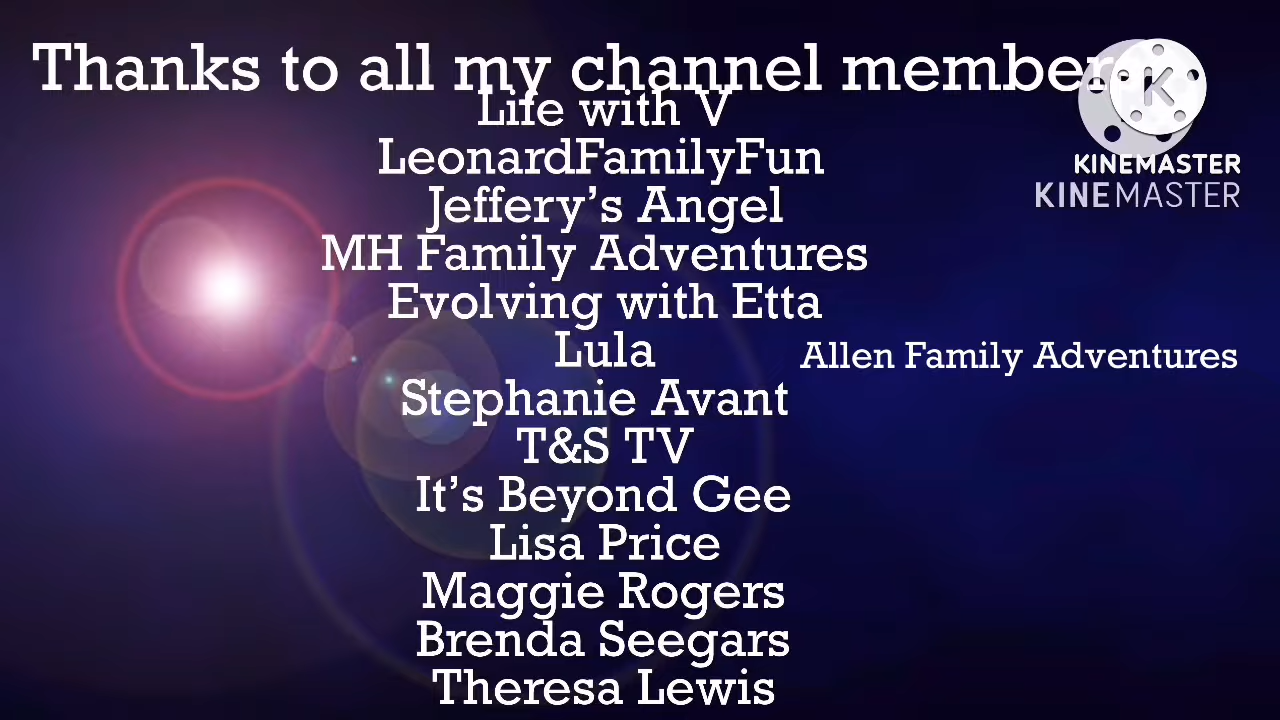 Thanks to all my channel member
Life with V
LeonardFamilyFun
Jeffery's Angel
MH Family Adventures
Evolving with Etta
Lula
Allen Family Adventures
Stephanie Avant
T&S TV
It's Beyond Gee
Lisa Price
Maggie Rogers
Brenda Seegars
Theresa Lewis
K
KINEMASTER
KINEMASTER